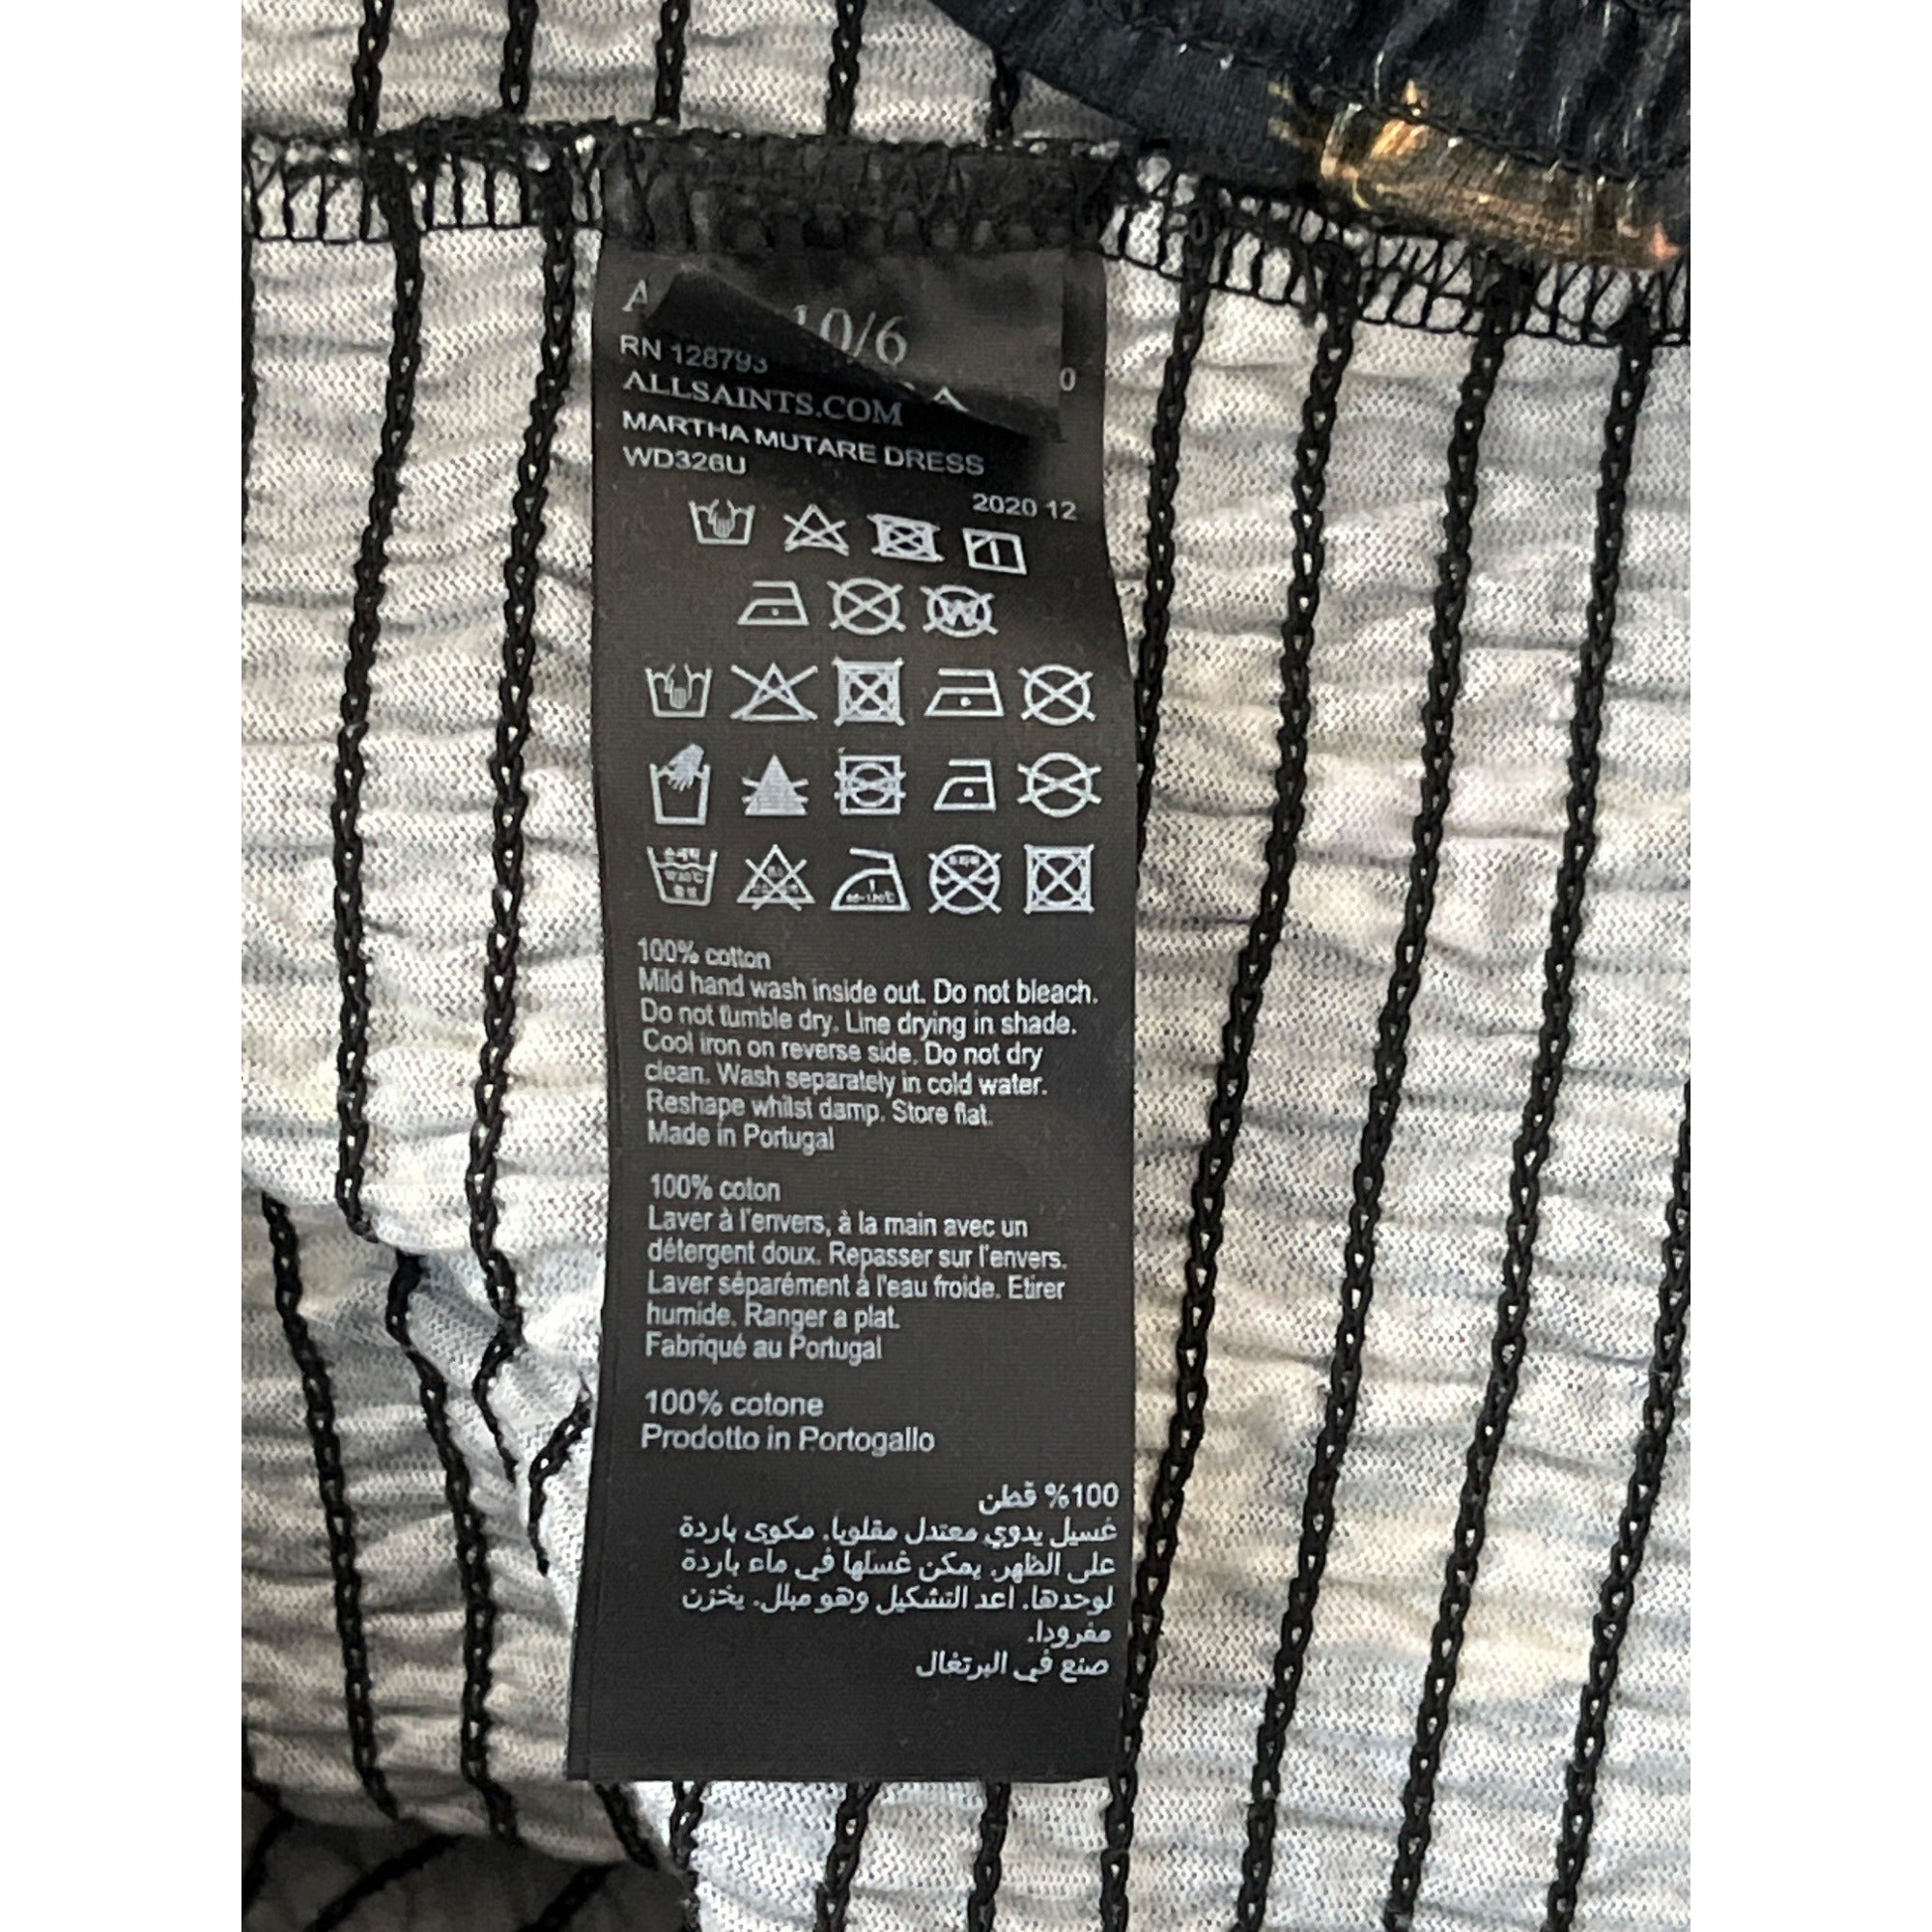 10/6
RN 128793
ALLSAINTS.COM
MARTHA MUTARE DRESS
WD326U
2020 12
100% cotton
Mild hand wash inside out. Do not bleach.
Do not tumble dry. Line drying in shade.
Cool iron on reverse side. Do not dry
clean. Wash separately in cold water.
Reshape whilst damp. Store flat.
Made in Portugal
100% coton
Laver à l'envers, à la main avec un
détergent doux. Repasser sur l'envers.
Laver séparément à l'eau froide. Etirer
humide. Ranger a plat.
Fabriqué au Portugal
100% cotone
Prodotto in Portogallo
100% قطن
غسيل يدوي معتدل مقلوبا. مكوى باردة
على الظهر. يمكن غسلها في ماء باردة
لوحدها. اعد التشكيل وهو مبلل. يخزن
مفرودا.
صنع في البرتغال